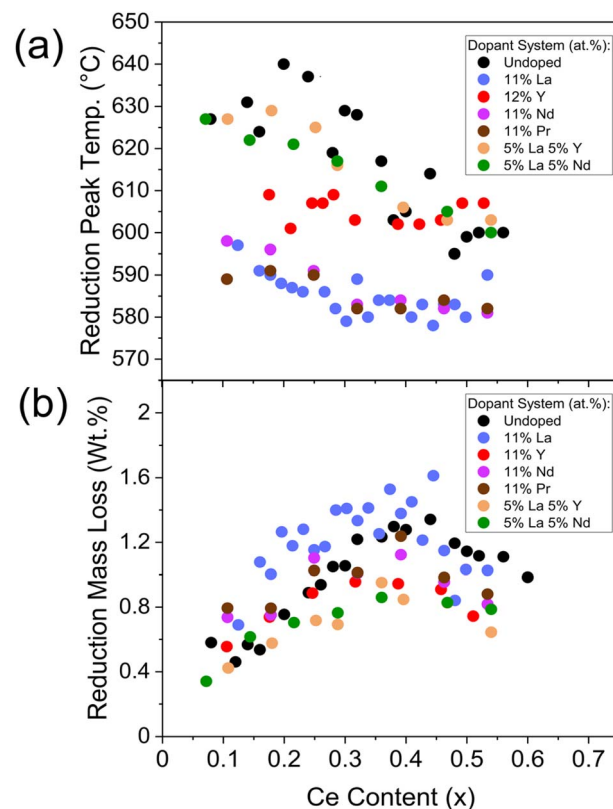 (a)
Reduction Peak Temp. (°C)
650
640
630
620
610
600
590
580
570
Dopant System (at.%):
Undoped
11% La
12% Y
11% Nd
11% Pr
5% La 5% Y
5% La 5% Nd
(b)
Reduction Mass Loss (Wt.%)
2
1.6
1.2
0.8
0.4
0
Dopant System (at.%):
Undoped
11% La
11% Y
11% Nd
11% Pr
5% La 5% Y
5% La 5% Nd
0 0.1 0.2 0.3 0.4 0.5 0.6 0.7
Ce Content (x)